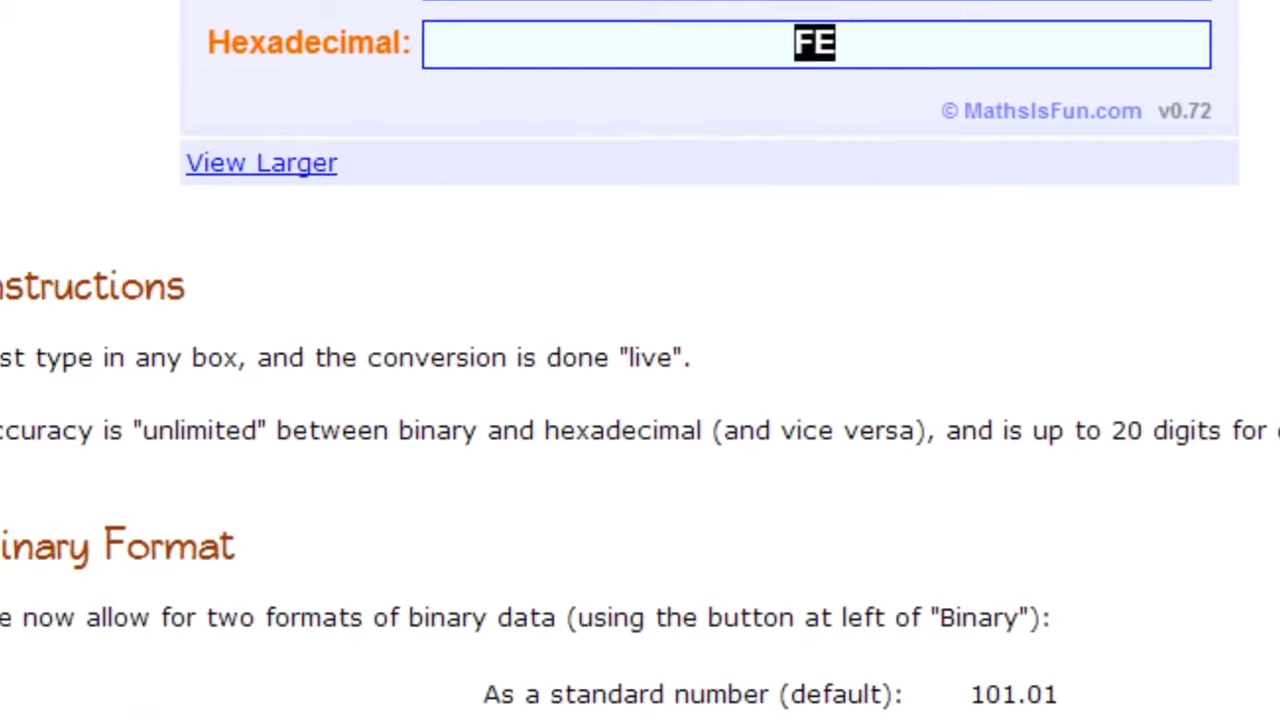 Hexadecimal: FE
© MathsIsFun.com v0.72
View Larger
nstructions
st type in any box, and the conversion is done "live".
ccuracy is "unlimited" between binary and hexadecimal (and vice versa), and is up to 20 digits for
inary Format
e now allow for two formats of binary data (using the button at left of "Binary"):
As a standard number (default): 101.01